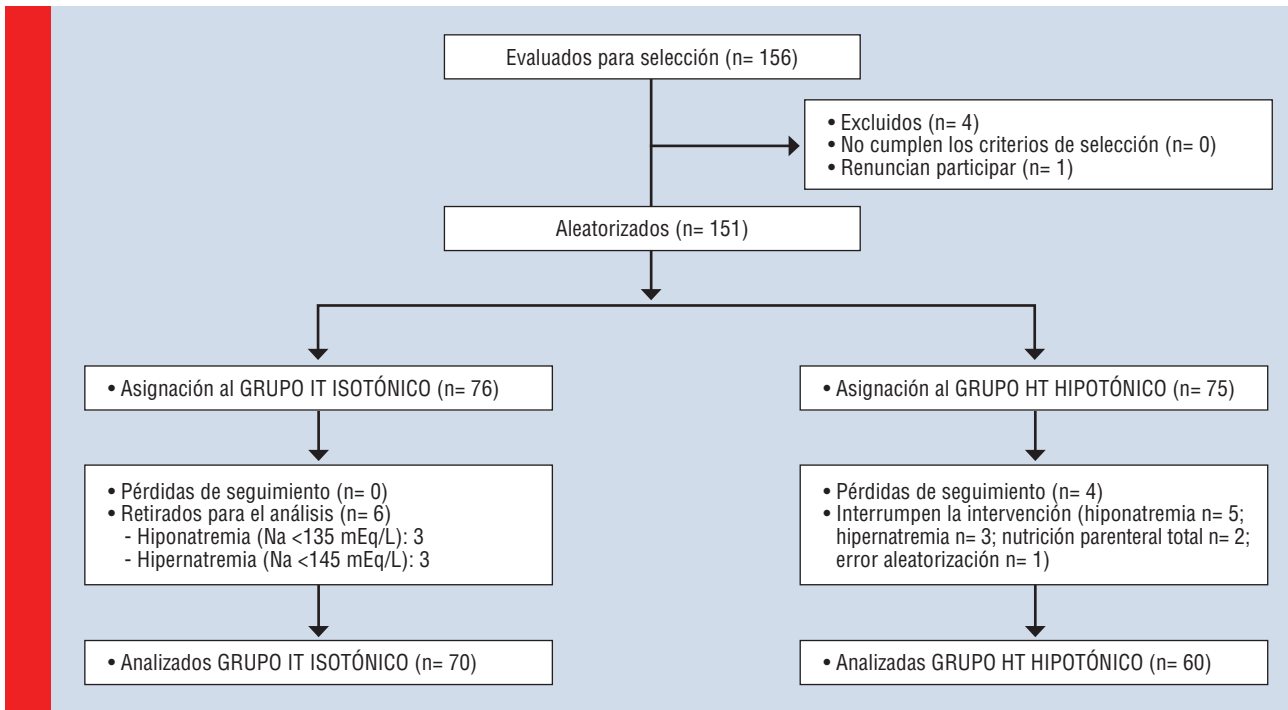 Evaluados para selección (n= 156)
• Excluidos (n= 4)
• No cumplen los criterios de selección (n= 0)
• Renuncian participar (n= 1)
Aleatorizados (n= 151)
• Asignación al GRUPO IT ISOTÓNICO (n= 76)
• Asignación al GRUPO HT HIPOTÓNICO (n= 75)
• Pérdidas de seguimiento (n= 0)
• Retirados para el análisis (n= 6)
- Hiponatremia (Na <135 mEq/L): 3
- Hipernatremia (Na <145 mEq/L): 3
• Pérdidas de seguimiento (n= 4)
• Interrumpen la intervención (hiponatremia n= 5;
hipernatremia n= 3; nutrición parenteral total n= 2;
error aleatorización n= 1)
• Analizados GRUPO IT ISOTÓNICO (n= 70)
• Analizadas GRUPO HT HIPOTÓNICO (n= 60)